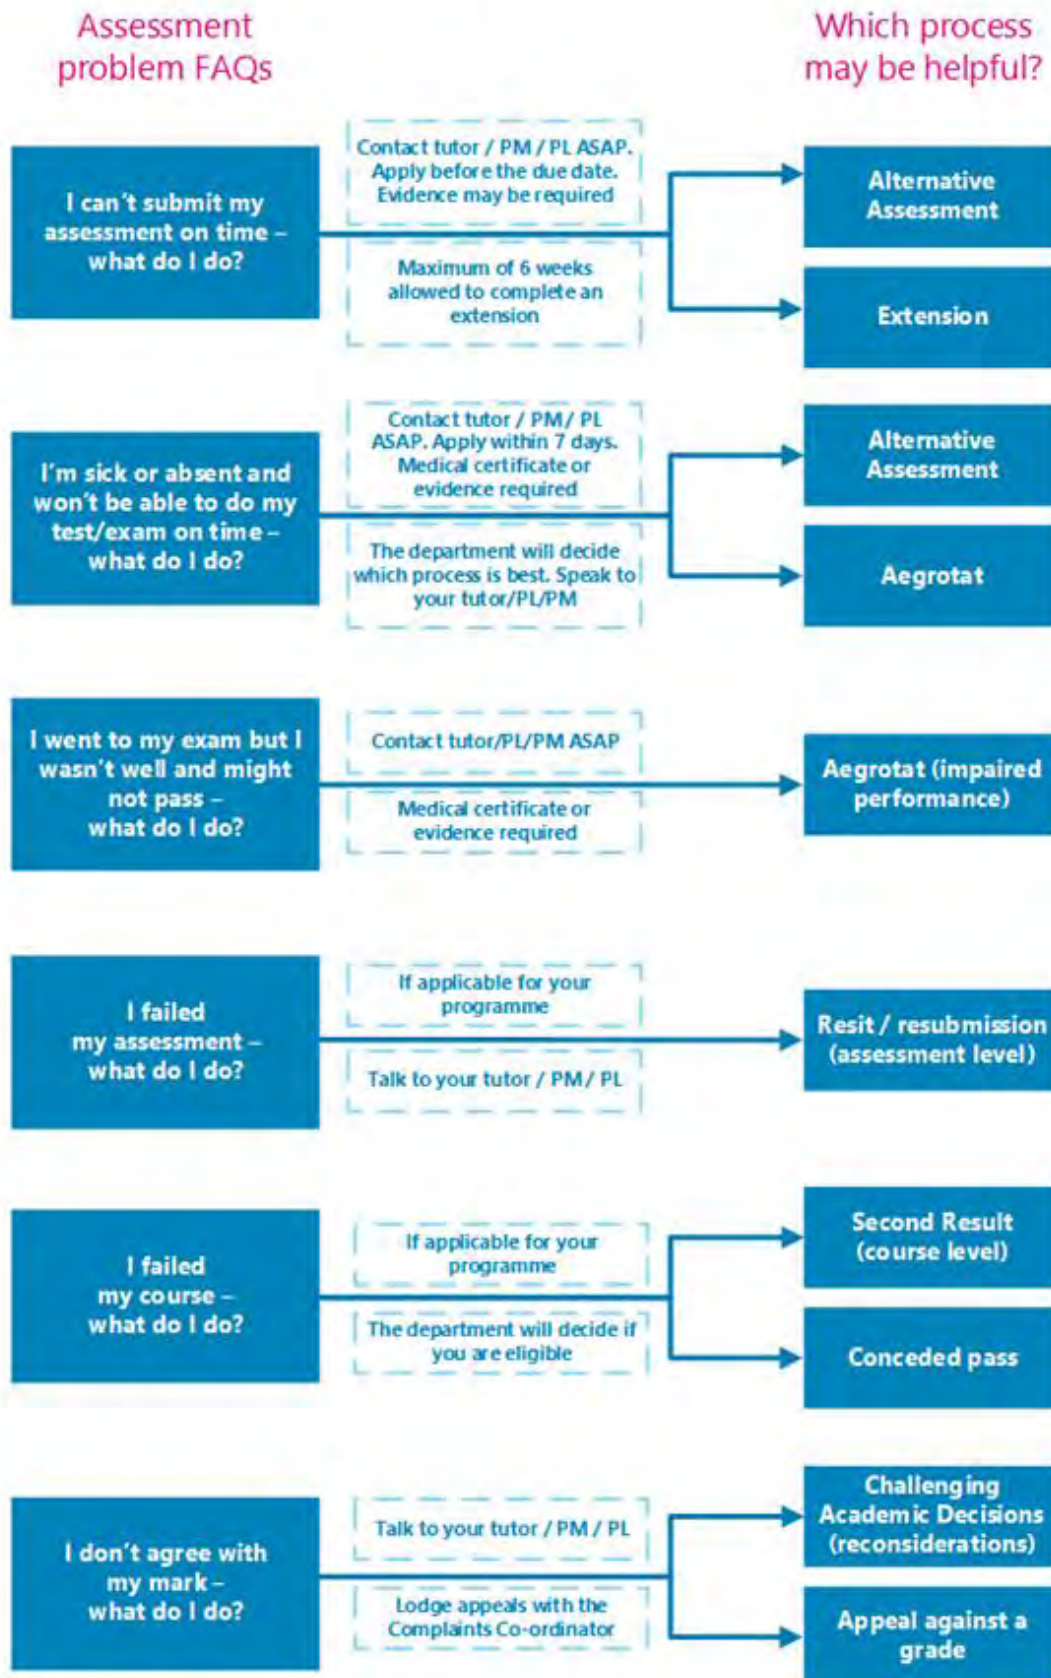 Assessment
problem FAQs
Which process
may be helpful?
I can't submit my
assessment on time –
what do I do?
Contact tutor / PM / PL ASAP.
Apply before the due date.
Evidence may be required
Maximum of 6 weeks
allowed to complete an
extension
Alternative
Assessment
Extension
I'm sick or absent and
won't be able to do my
test/exam on time –
what do I do?
Contact tutor / PM / PL
ASAP. Apply within 7 days.
Medical certificate or
evidence required
The department will decide
which process is best. Speak to
your tutor/PL/PM
Alternative
Assessment
Aegrotat
I went to my exam but I
wasn't well and might
not pass –
what do I do?
Contact tutor/PL/PM ASAP
Medical certificate or
evidence required
Aegrotat (impaired
performance)
I failed
my assessment –
what do I do?
If applicable for your
programme
Talk to your tutor / PM / PL
Resit / resubmission
(assessment level)
I failed
my course –
what do I do?
If applicable for your
programme
The department will decide if
you are eligible
Second Result
(course level)
Conceded pass
I don't agree with
my mark –
what do I do?
Talk to your tutor / PM / PL
Lodge appeals with the
Complaints Co-ordinator
Challenging
Academic Decisions
(reconsiderations)
Appeal against a
grade